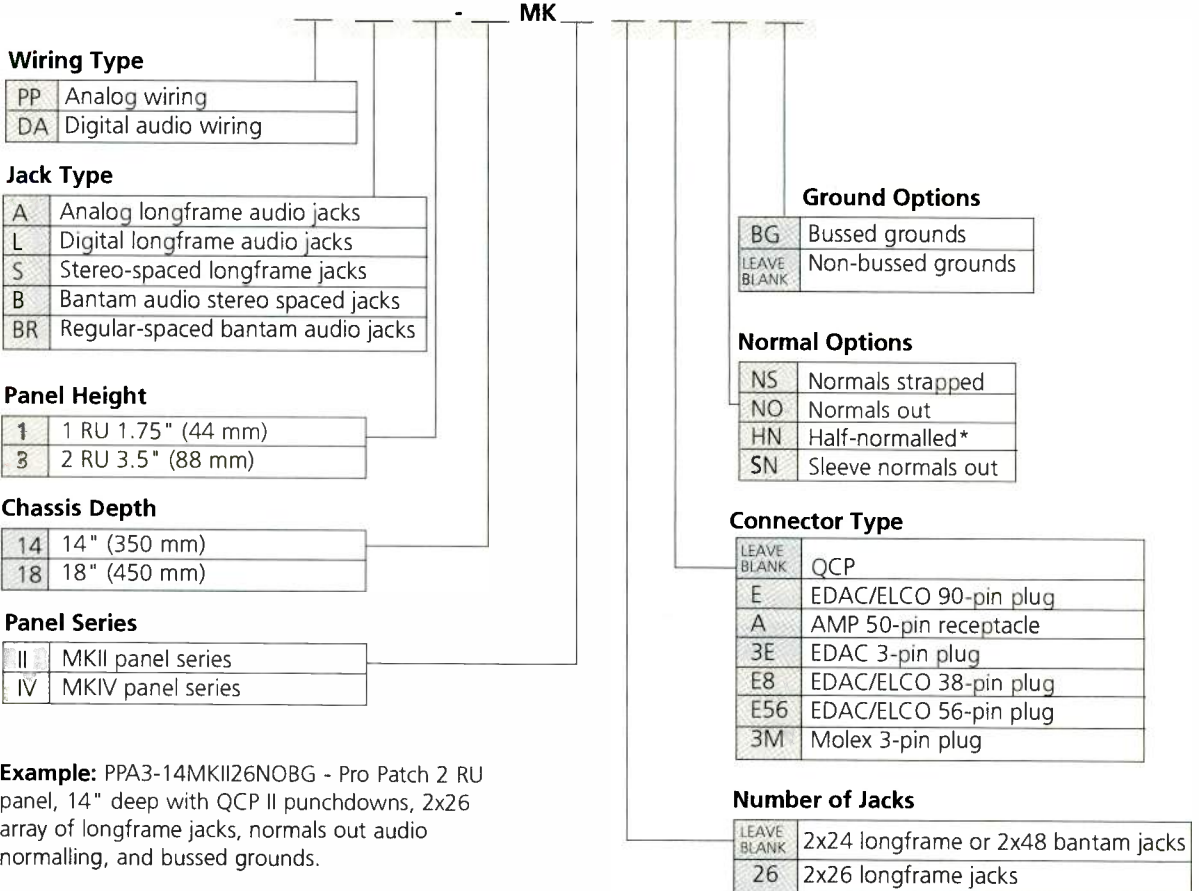 - MK
Wiring Type
PP Analog wiring
DA Digital audio wiring
Jack Type
A Analog longframe audio jacks
L Digital longframe audio jacks
S Stereo-spaced longframe jacks
B Bantam audio stereo spaced jacks
BR Regular-spaced bantam audio jacks
Panel Height
1 1 RU 1.75" (44 mm)
3 2 RU 3.5" (88 mm)
Chassis Depth
14 14" (350 mm)
18 18" (450 mm)
Panel Series
II MKII panel series
IV MKIV panel series
Example: PPA3-14MKII26NOBG - Pro Patch 2 RU
panel, 14" deep with QCP II punchdowns, 2x26
array of longframe jacks, normals out audio
normalling, and bussed grounds.
Ground Options
BG Bussed grounds
LEAVE BLANK Non-bussed grounds
Normal Options
NS Normals strapped
NO Normals out
HN Half-normalled*
SN Sleeve normals out
Connector Type
LEAVE BLANK QCP
E EDAC/ELCO 90-pin plug
A AMP 50-pin receptacle
3E EDAC 3-pin plug
E8 EDAC/ELCO 38-pin plug
E56 EDAC/ELCO 56-pin plug
3M Molex 3-pin plug
Number of Jacks
LEAVE BLANK 2x24 longframe or 2x48 bantam jacks
26 2x26 longframe jacks